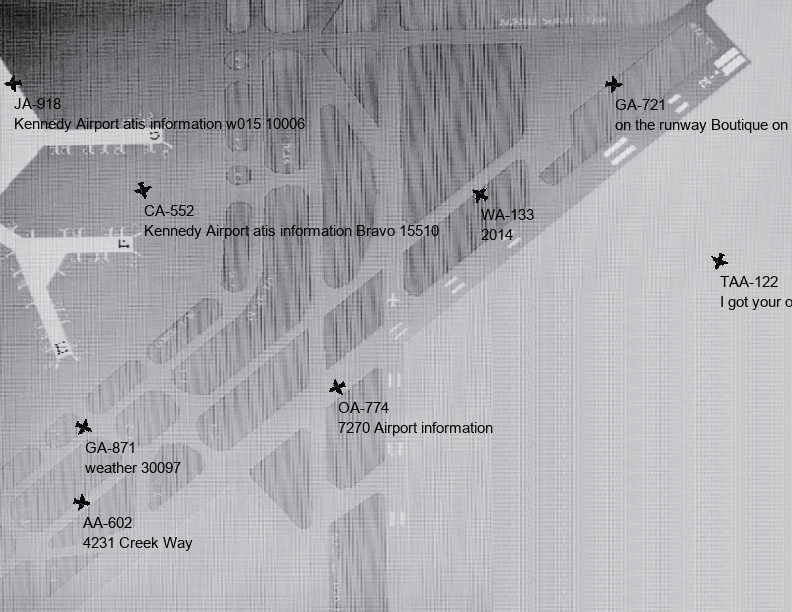 JA-918
Kennedy Airport atis information w015 10006
GA-721
on the runway Boutique on
CA-552
Kennedy Airport atis information Bravo 15510
WA-133
2014
TAA-122
I got your o
OA-774
7270 Airport information
GA-871
weather 30097
AA-602
4231 Creek Way